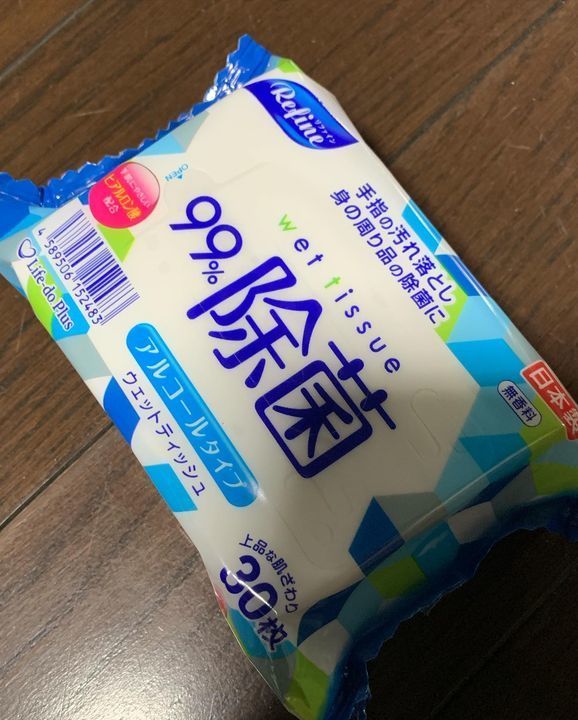 Refine
リファイン
手指の汚れ落とし
身の周り品の除菌に
OPEN
ヒアルロン酸
配合
wet tissue
99%
除菌
アルコールタイプ
ウェットティッシュ
4 589506 152483
Life-do Plus
日本製
無香料
上品な肌ざわり
30枚